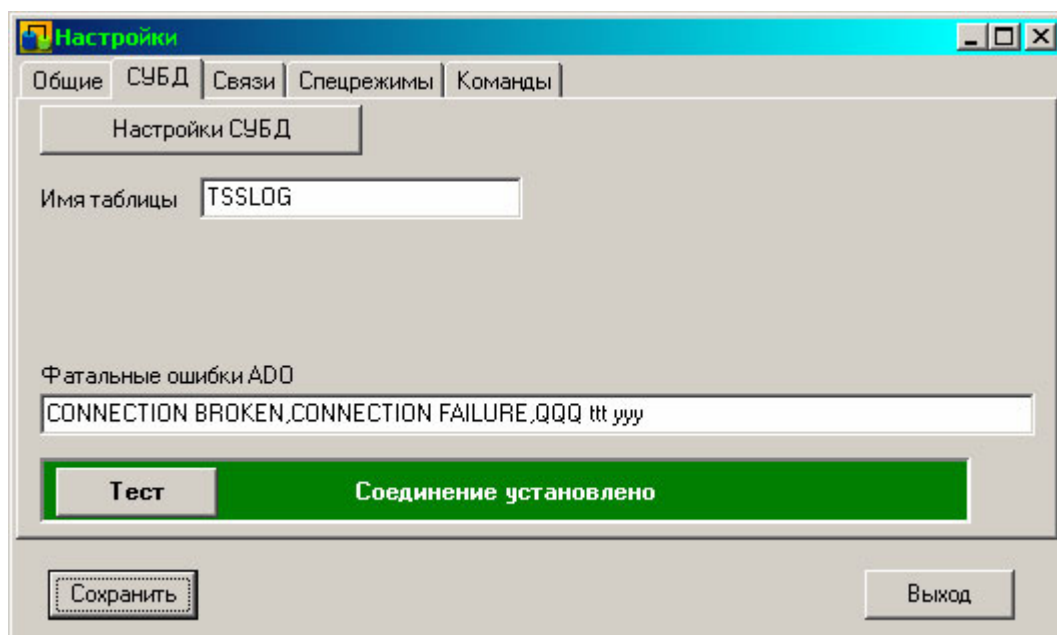 Настройки
Общие СУБД Связи Спецрежимы Команды
Настройки СУБД
Имя таблицы TSSLOG
Фатальные ошибки ADO
CONNECTION BROKEN,CONNECTION FAILURE,QQQ ttt yyy
Тест Соединение установлено
Сохранить Выход